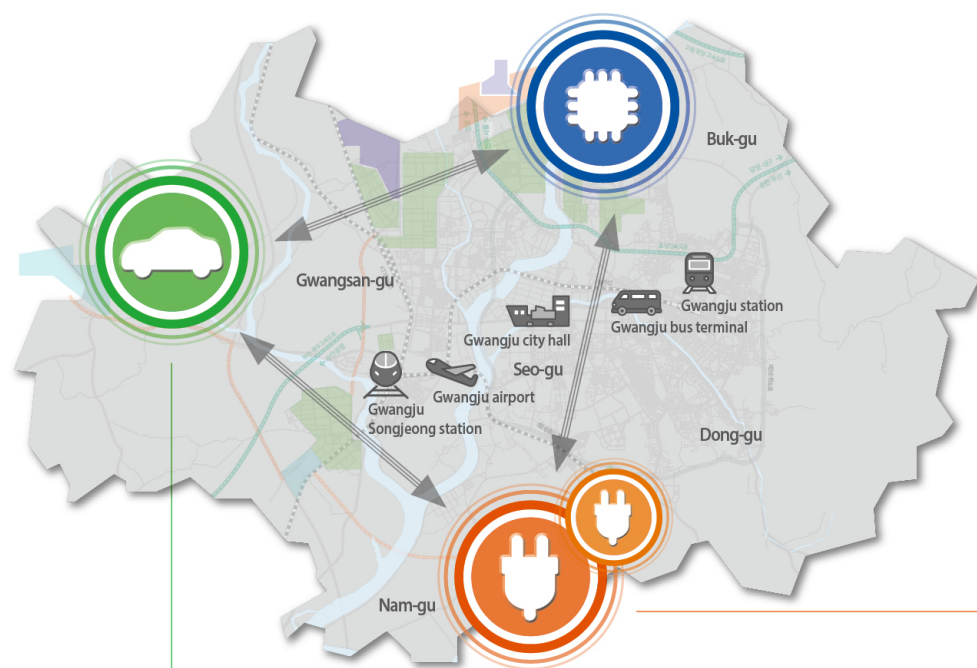 Buk-gu
Gwangsan-gu
Gwangju station
Gwangju bus terminal
Gwangju city hall
Seo-gu
Gwangju airport
Gwangju
Songjeong station
Dong-gu
Nam-gu